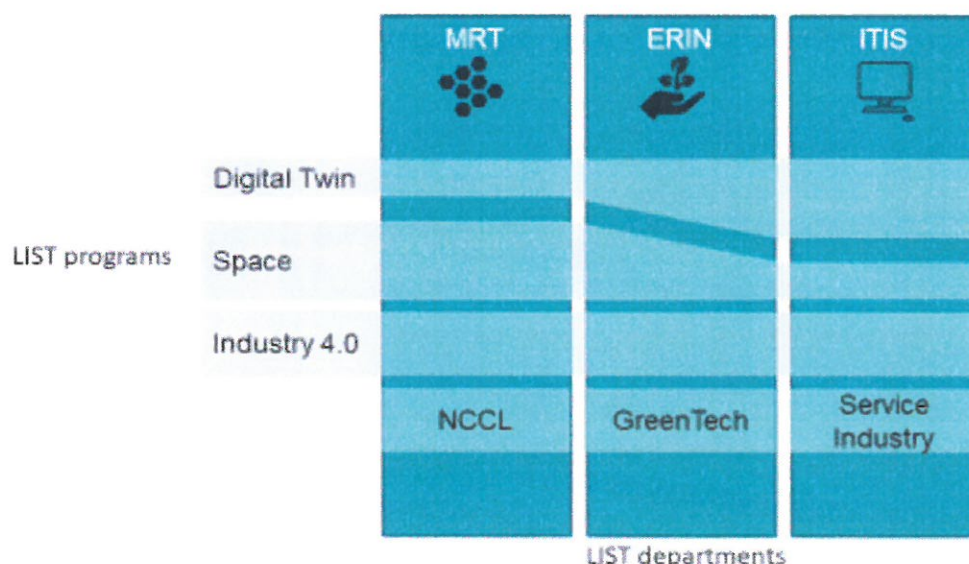 MRT
ERIN
ITIS
Digital Twin
LIST programs
Space
Industry 4.0
NCCL
GreenTech
Service
Industry
LIST departments